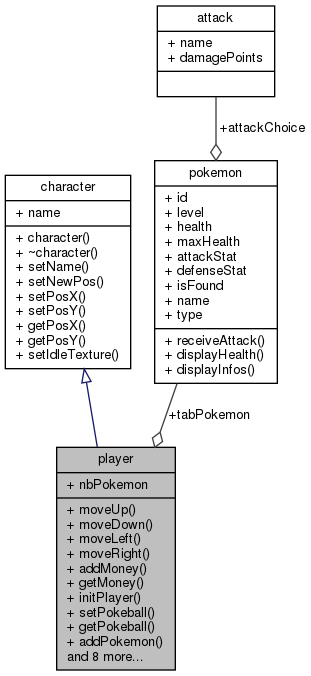 attack
+ name
+ damagePoints
+attackChoice
pokemon
+ id
+ level
+ health
+ maxHealth
+ attackStat
+ defenseStat
+ isFound
+ name
+ type
+ receiveAttack()
+ displayHealth()
+ displayInfos()
character
+ name
+ character()
+ ~character()
+ setName()
+ setNewPos()
+ setPosX()
+ setPosY()
+ getPosX()
+ getPosY()
+ setIdleTexture()
+tabPokemon
player
+ nbPokemon
+ moveUp()
+ moveDown()
+ moveLeft()
+ moveRight()
+ addMoney()
+ getMoney()
+ initPlayer()
+ setPokeball()
+ getPokeball()
+ addPokemon()
and 8 more...